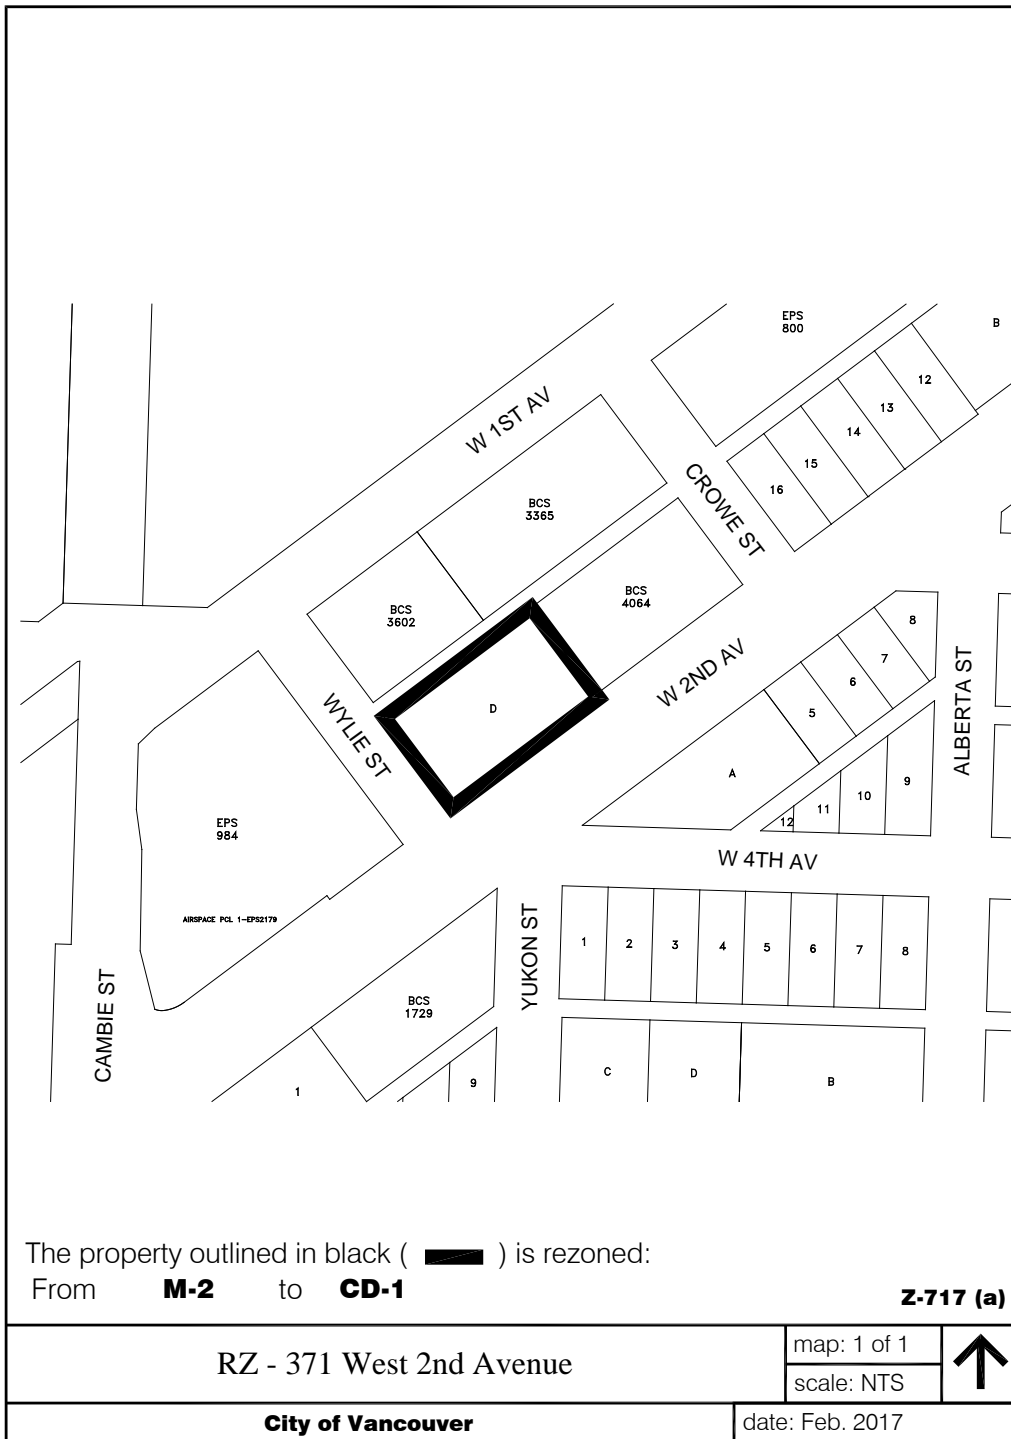 EPS
800
B
12
13
14
15
16
W 1ST AV
CROWE ST
BCS
3365
BCS
3602
BCS
4064
D
WYLIE ST
W 2ND AV
8
7
6
5
A
ALBERTA ST
9
10
11
12
EPS
984
AIRSPACE PCL 1-EPS2179
W 4TH AV
CAMBIE ST
YUKON ST
1
2
3
4
5
6
7
8
BCS
1729
1
9
C
D
B
The property outlined in black ( ) is rezoned:
From M-2 to CD-1
Z-717 (a)
RZ - 371 West 2nd Avenue
map: 1 of 1
scale: NTS
City of Vancouver
date: Feb. 2017